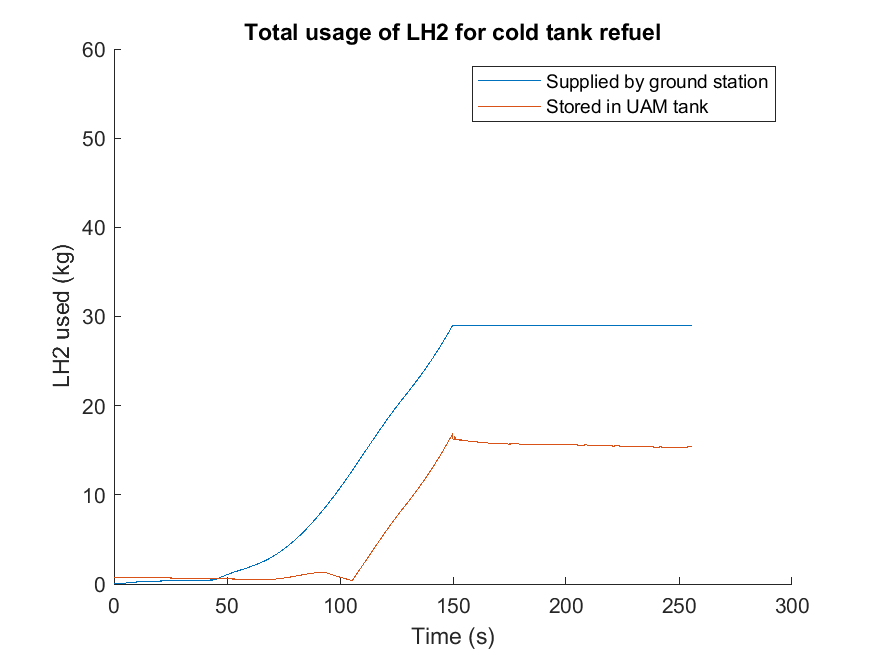 Total usage of LH2 for cold tank refuel
60
50
40
30
20
10
0
LH2 used (kg)
Supplied by ground station
Stored in UAM tank
0 50 100 150 200 250 300
Time (s)